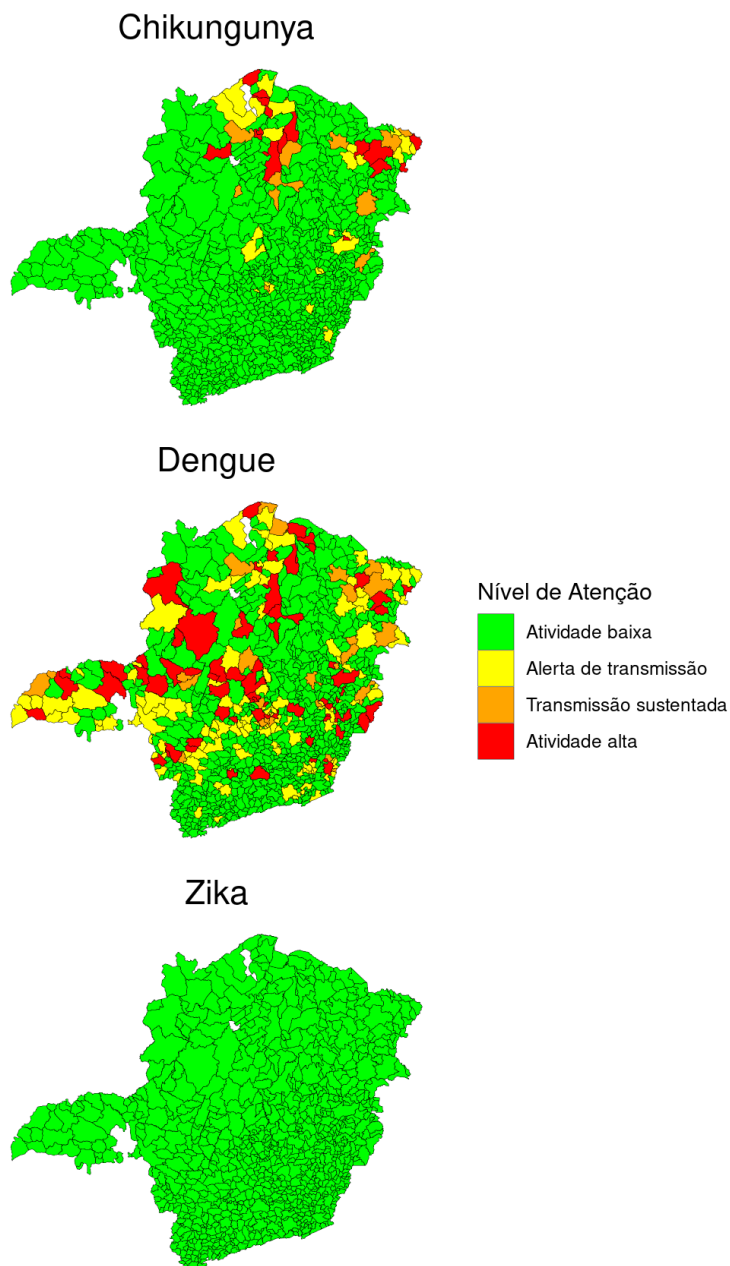 Chikungunya
Dengue
Nível de Atenção
Atividade baixa
Alerta de transmissão
Transmissão sustentada
Atividade alta
Zika